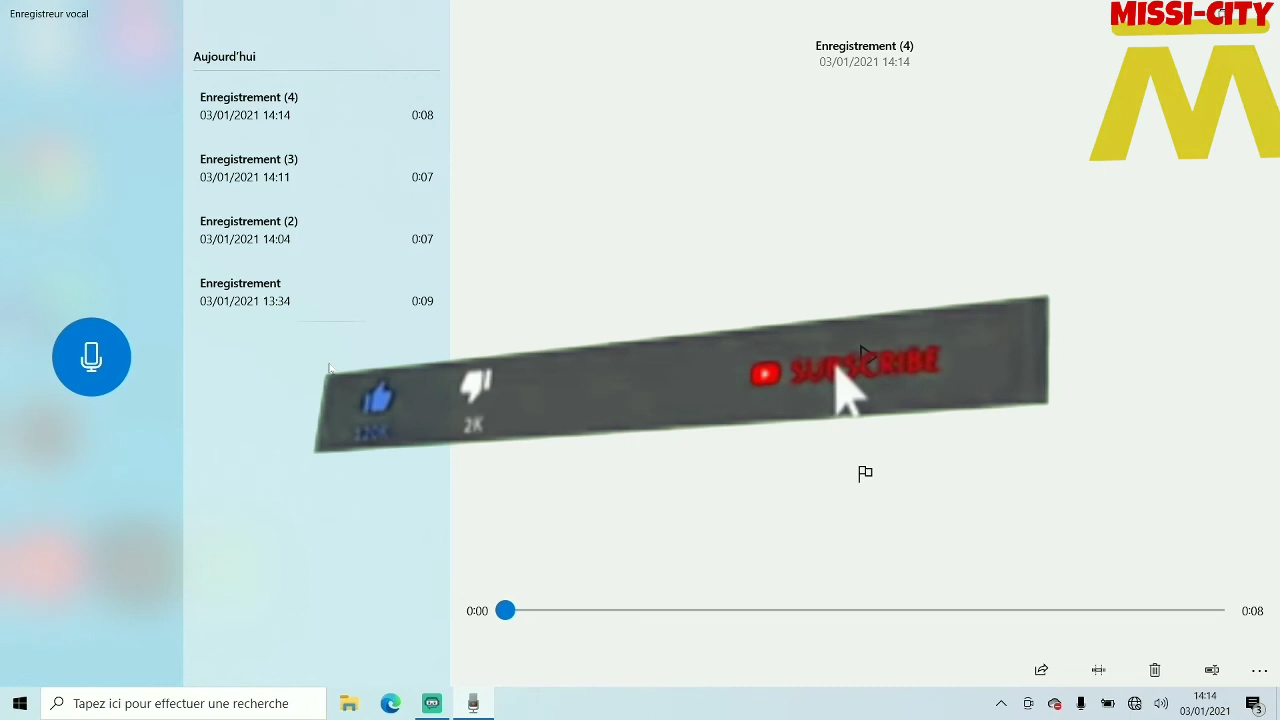 Enregistreur vocal
MISSI-CITY
M
Aujourd'hui
Enregistrement (4)
03/01/2021 14:14
0:08
Enregistrement (3)
03/01/2021 14:11
0:07
Enregistrement (2)
03/01/2021 14:04
0:07
Enregistrement
03/01/2021 13:34
0:09
Enregistrement (4)
03/01/2021 14:14
2K
SUBSCRIBE
0:00
0:08
Tapez ici pour effectuer une recherche
14:14
03/01/2021
3